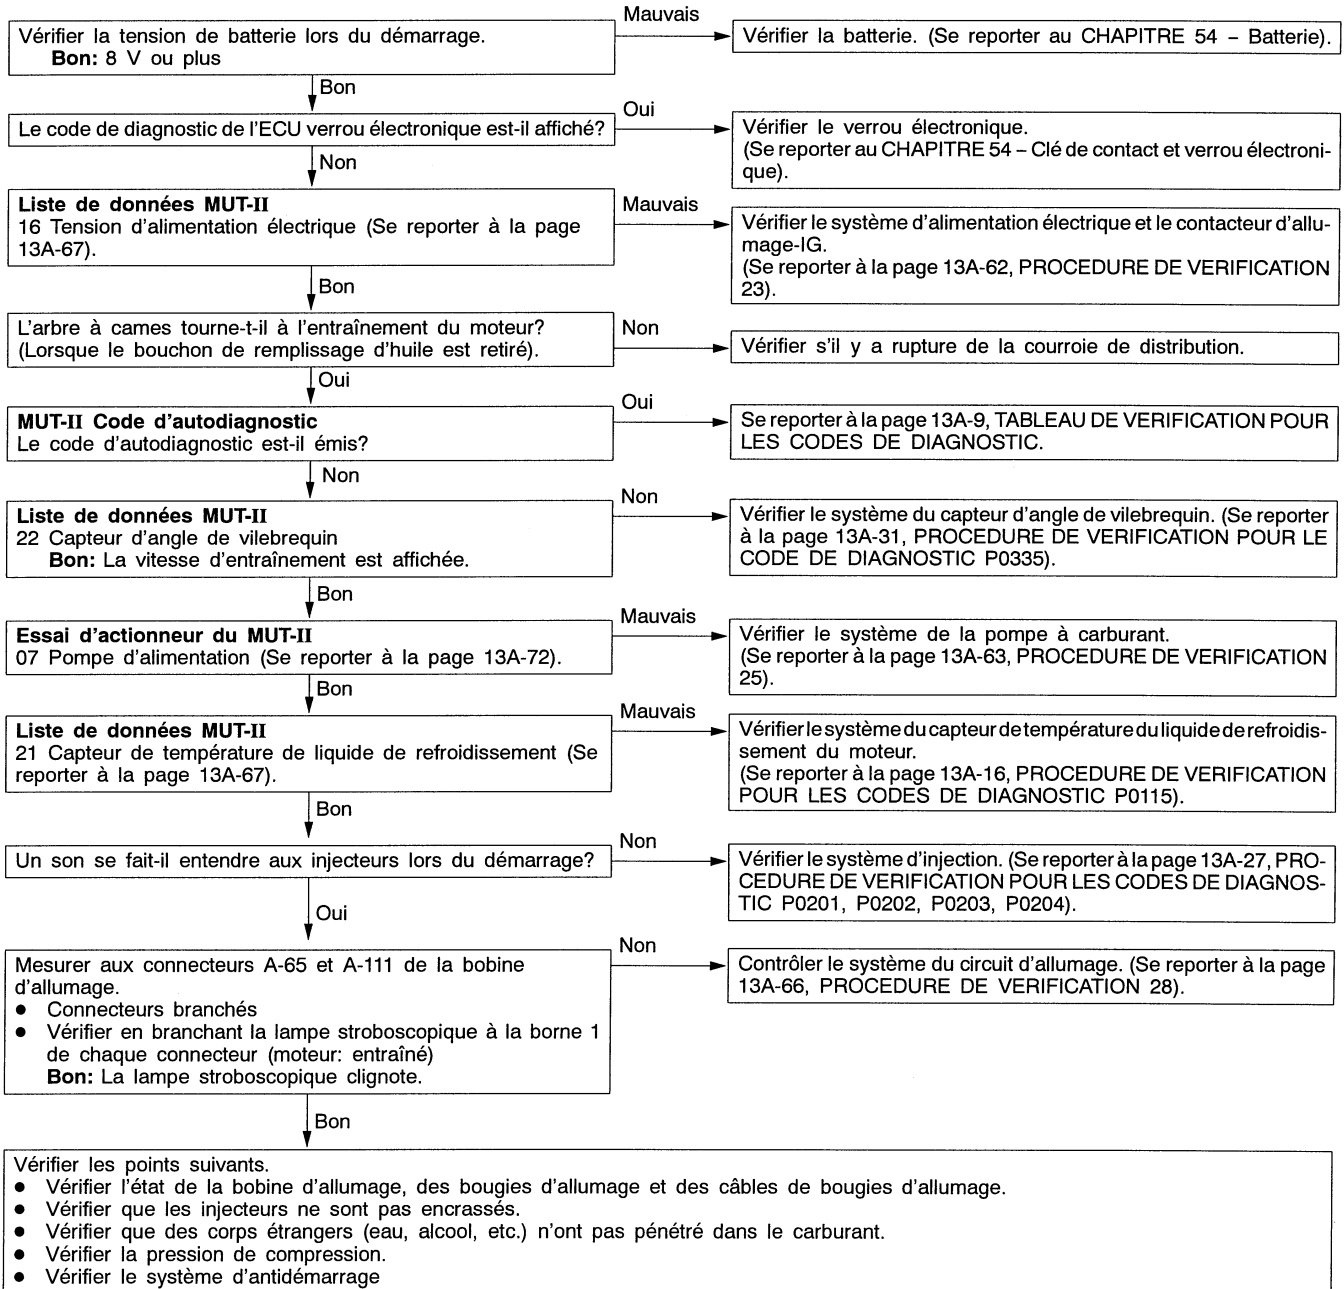 Vérifier la tension de batterie lors du démarrage.
Bon: 8 V ou plus
Mauvais
Vérifier la batterie. (Se reporter au CHAPITRE 54 – Batterie).
Bon
Le code de diagnostic de l'ECU verrou électronique est-il affiché?
Oui
Vérifier le verrou électronique.
(Se reporter au CHAPITRE 54 – Clé de contact et verrou électroni-
que).
Non
Liste de données MUT-II
16 Tension d'alimentation électrique (Se reporter à la page
13A-67).
Mauvais
Vérifier le système d'alimentation électrique et le contacteur d'allu-
mage-IG.
(Se reporter à la page 13A-62, PROCEDURE DE VERIFICATION
23).
Bon
L'arbre à cames tourne-t-il à l'entraînement du moteur?
(Lorsque le bouchon de remplissage d'huile est retiré).
Non
Vérifier s'il y a rupture de la courroie de distribution.
Oui
MUT-II Code d'autodiagnostic
Le code d'autodiagnostic est-il émis?
Oui
Se reporter à la page 13A-9, TABLEAU DE VERIFICATION POUR
LES CODES DE DIAGNOSTIC.
Non
Liste de données MUT-II
22 Capteur d'angle de vilebrequin
Bon: La vitesse d'entraînement est affichée.
Non
Vérifier le système du capteur d'angle de vilebrequin. (Se reporter
à la page 13A-31, PROCEDURE DE VERIFICATION POUR LE
CODE DE DIAGNOSTIC P0335).
Bon
Essai d'actionneur du MUT-II
07 Pompe d'alimentation (Se reporter à la page 13A-72).
Mauvais
Vérifier le système de la pompe à carburant.
(Se reporter à la page 13A-63, PROCEDURE DE VERIFICATION
25).
Bon
Liste de données MUT-II
21 Capteur de température de liquide de refroidissement (Se
reporter à la page 13A-67).
Mauvais
Vérifier le système du capteur de température du liquide de refroidis-
sement du moteur.
(Se reporter à la page 13A-16, PROCEDURE DE VERIFICATION
POUR LES CODES DE DIAGNOSTIC P0115).
Bon
Un son se fait-il entendre aux injecteurs lors du démarrage?
Non
Vérifier le système d'injection. (Se reporter à la page 13A-27, PRO-
CEDURE DE VERIFICATION POUR LES CODES DE DIAGNOS-
TIC P0201, P0202, P0203, P0204).
Oui
Mesurer aux connecteurs A-65 et A-111 de la bobine
d'allumage.
● Connecteurs branchés
● Vérifier en branchant la lampe stroboscopique à la borne 1
de chaque connecteur (moteur: entraîné)
Bon: La lampe stroboscopique clignote.
Non
Contrôler le système du circuit d'allumage. (Se reporter à la page
13A-66, PROCEDURE DE VERIFICATION 28).
Bon
Vérifier les points suivants.
● Vérifier l'état de la bobine d'allumage, des bougies d'allumage et des câbles de bougies d'allumage.
● Vérifier que les injecteurs ne sont pas encrassés.
● Vérifier que des corps étrangers (eau, alcool, etc.) n'ont pas pénétré dans le carburant.
● Vérifier la pression de compression.
● Vérifier le système d'antidémarrage